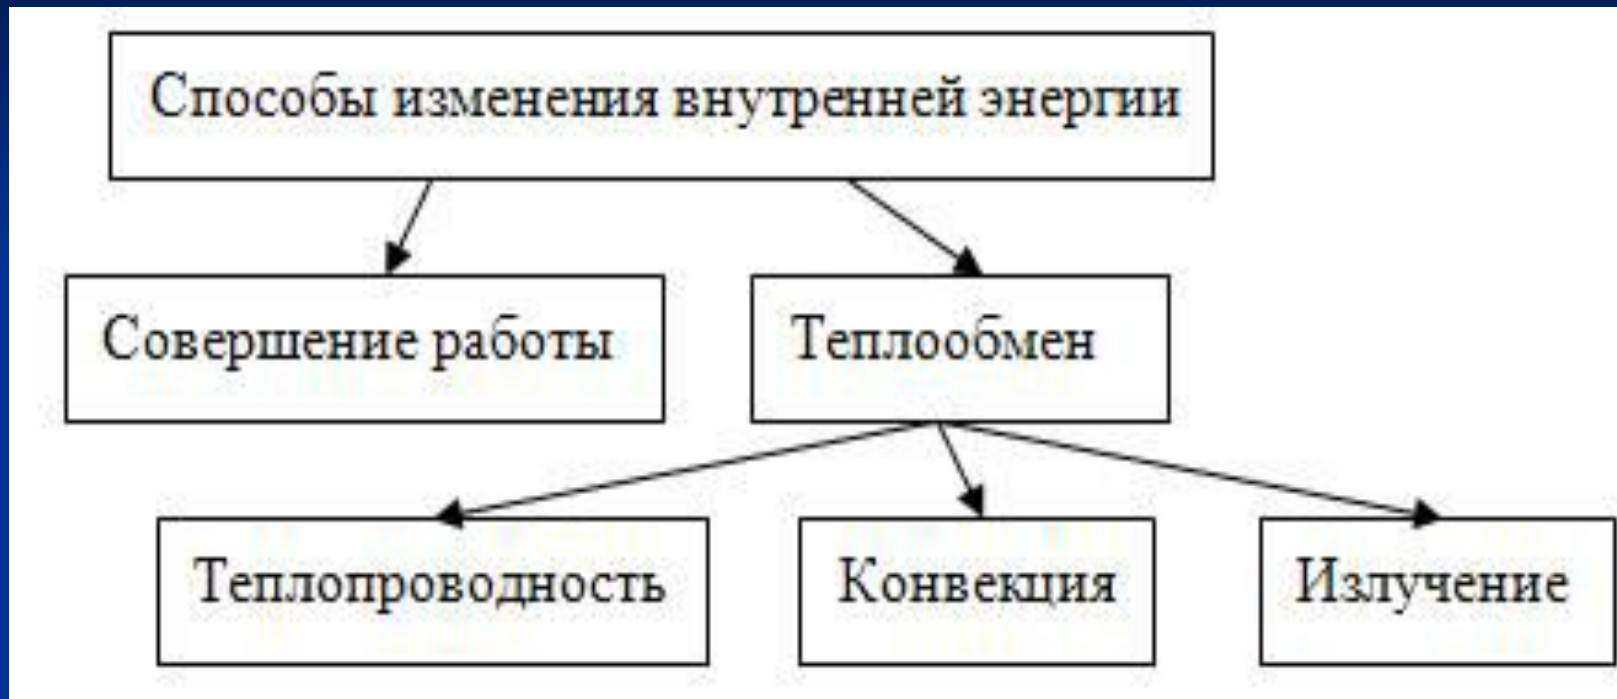 Способы изменения внутренней энергии
Совершение работы
Теплообмен
Теплопроводность
Конвекция
Излучение